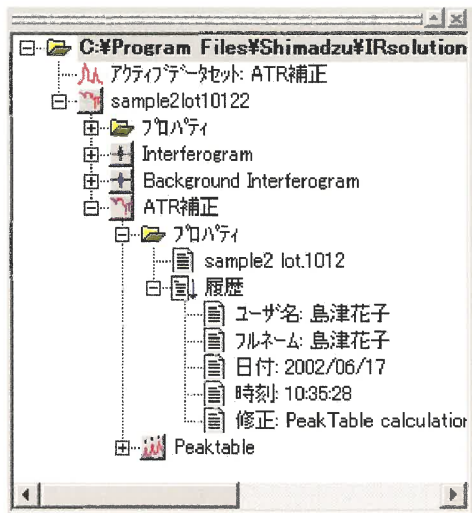 C:¥Program Files¥Shimadzu¥IRsolution
ｱｸﾃｨﾌﾞﾃﾞｰﾀｾｯﾄ: ATR補正
sample2lot10122
ﾌﾟﾛﾊﾟﾃｨ
Interferogram
Background Interferogram
ATR補正
ﾌﾟﾛﾊﾟﾃｨ
sample2 lot.1012
履歴
ﾕｰｻﾞ名: 島津花子
ﾌﾙﾈｰﾑ: 島津花子
日付: 2002/06/17
時刻: 10:35:28
修正: PeakTable calculation
Peaktable